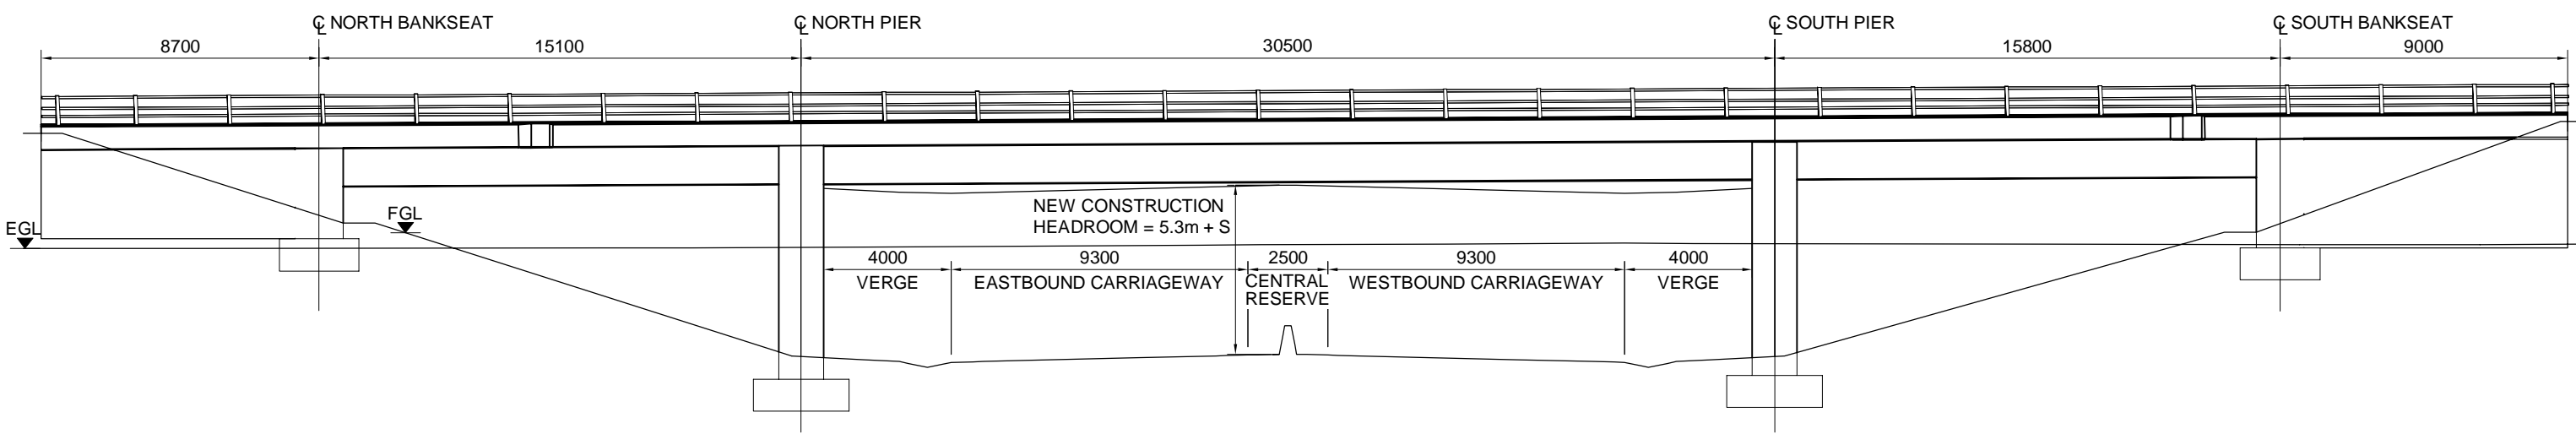 ℄ NORTH BANKSEAT
℄ NORTH PIER
℄ SOUTH PIER
℄ SOUTH BANKSEAT
8700
15100
30500
15800
9000
NEW CONSTRUCTION
HEADROOM = 5.3m + S
FGL
EGL
4000
9300
2500
9300
4000
VERGE
EASTBOUND CARRIAGEWAY
CENTRAL
RESERVE
WESTBOUND CARRIAGEWAY
VERGE